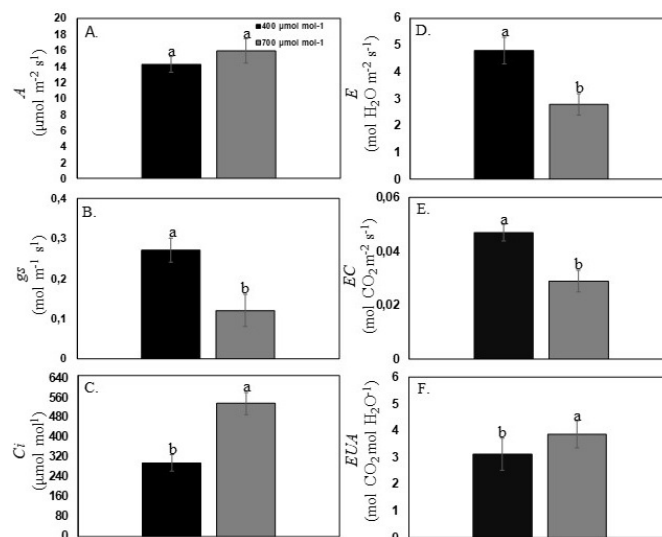 A.
400 µmol mol-1
700 µmol mol-1
A
(µmol m⁻² s¹)
20
18
16
14
12
10
8
6
4
2
0
a
a
D.
E
(mol H₂O m⁻² s⁻¹)
6
5
4
3
2
1
0
a
b
B.
gs
(mol m⁻¹ s¹)
0,4
0,3
0,2
0,1
0
a
b
E.
EC
(mol CO₂ m⁻² s⁻¹)
0,06
0,04
0,02
0
a
b
C.
Ci
(µmol mol¹)
640
560
480
400
320
240
160
80
0
b
a
F.
EUA
(mol CO₂ mol H₂O⁻¹)
6
5
4
3
2
1
0
b
a